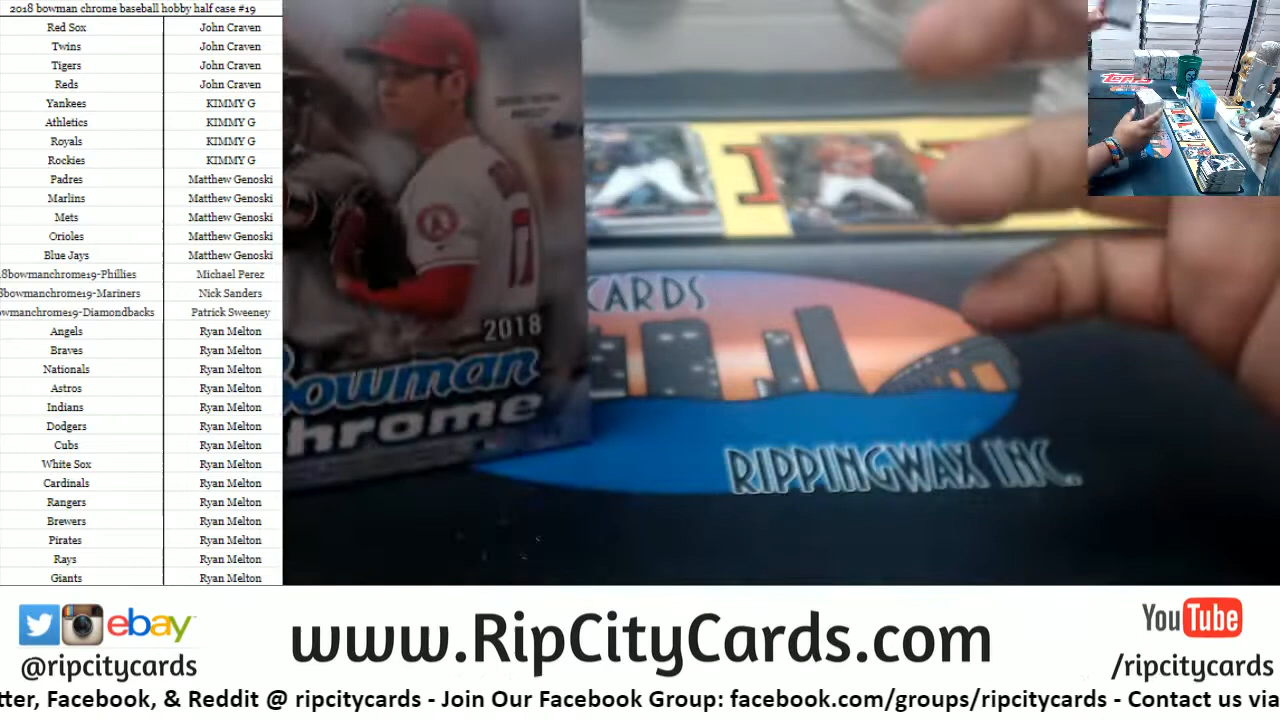 2018 bowman chrome baseball hobby half case #19
Red Sox John Craven
Twins John Craven
Tigers John Craven
Reds John Craven
Yankees KIMMY G
Athletics KIMMY G
Royals KIMMY G
Rockies KIMMY G
Padres Matthew Genoski
Marlins Matthew Genoski
Mets Matthew Genoski
Orioles Matthew Genoski
Blue Jays Matthew Genoski
8bowmanchrome19-Phillies Michael Perez
8bowmanchrome19-Mariners Nick Sanders
owmanchrome19-Diamondbacks Patrick Sweeney
Angels Ryan Melton
Braves Ryan Melton
Nationals Ryan Melton
Astros Ryan Melton
Indians Ryan Melton
Dodgers Ryan Melton
Cubs Ryan Melton
White Sox Ryan Melton
Cardinals Ryan Melton
Rangers Ryan Melton
Brewers Ryan Melton
Pirates Ryan Melton
Rays Ryan Melton
Giants Ryan Melton
2018
Bowman
chrome
CARDS
RIPPINGWAX INC.
Topps
ebay
@ripcitycards
www.RipCityCards.com
YouTube
/ripcitycards
tter, Facebook, & Reddit @ ripcitycards - Join Our Facebook Group: facebook.com/groups/ripcitycards - Contact us via